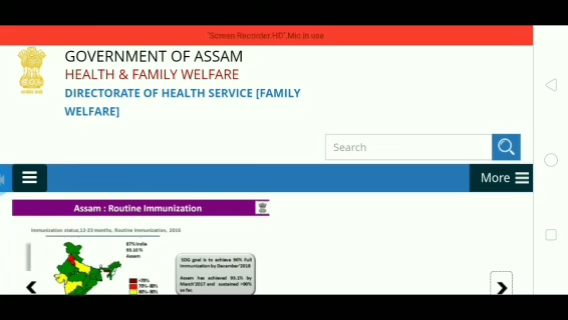 "Screen Recorder HD".Mic in use
GOVERNMENT OF ASSAM
HEALTH & FAMILY WELFARE
DIRECTORATE OF HEALTH SERVICE [FAMILY
WELFARE]
Search
More
Assam : Routine Immunization
Immunization status,12-23 months, Routine Immunization, 2016
87% India
Assam
SDG goal is to achieve 90% Full
Immunization by December'2018
Assam has achieved 93.2% by
March'2017 and sustained >90%
so far.